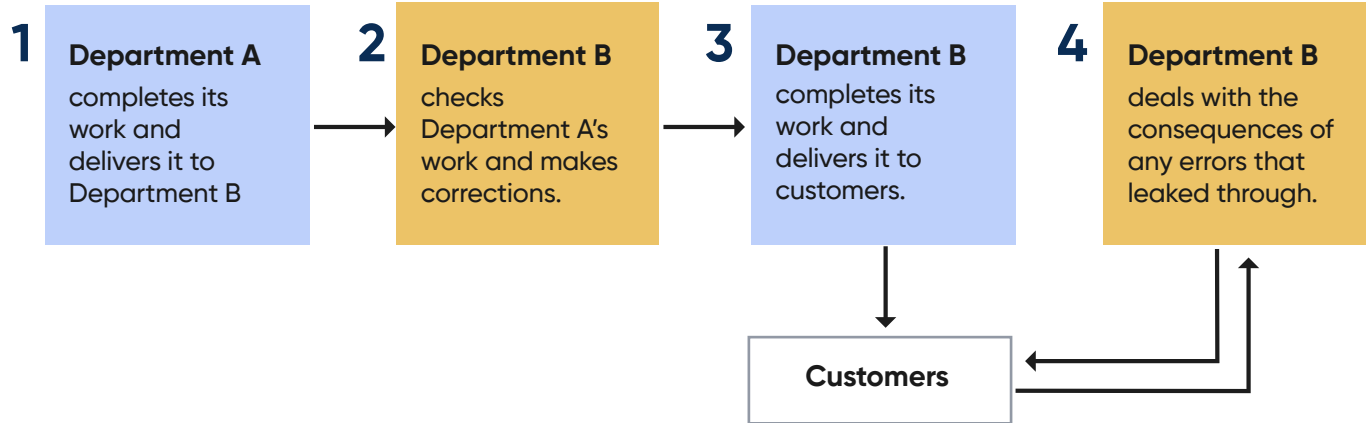 1
Department A
completes its
work and
delivers it to
Department B
2
Department B
checks
Department A’s
work and makes
corrections.
3
Department B
completes its
work and
delivers it to
customers.
4
Department B
deals with the
consequences of
any errors that
leaked through.
Customers